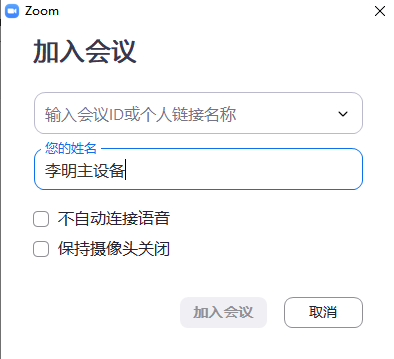 Zoom
加入会议
输入会议ID或个人链接名称
您的姓名
李明主设备
不自动连接语音
保持摄像头关闭
加入会议 取消